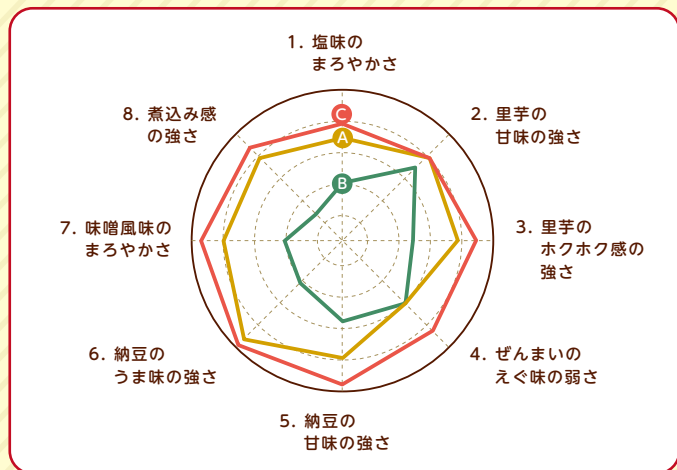 1. 塩味の
まろやかさ
2. 里芋の
甘味の強さ
3. 里芋の
ホクホク感の
強さ
4. ぜんまいの
えぐ味の弱さ
5. 納豆の
甘味の強さ
6. 納豆の
うま味の強さ
7. 味噌風味の
まろやかさ
8. 煮込み感
の強さ
C
A
B